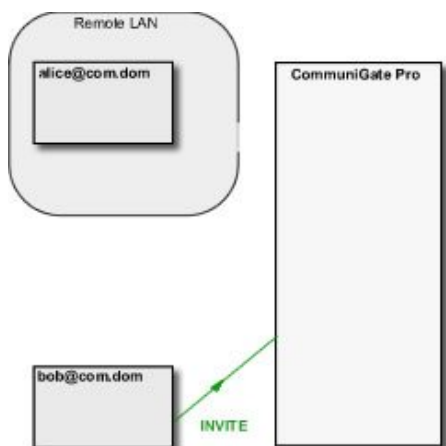 Remote LAN
alice@com.dom
CommuniGate Pro
bob@com.dom
INVITE